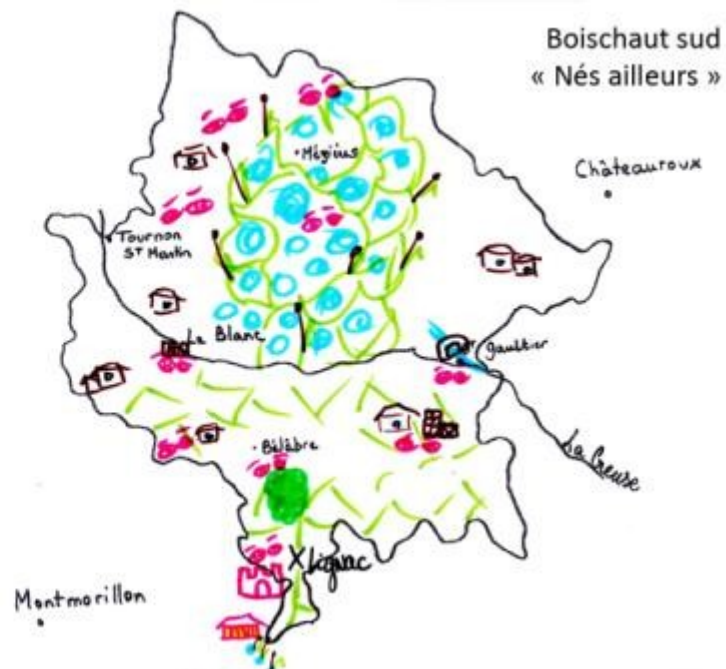 Boischaut sud
« Nés ailleurs »
Mézières
Châteauroux
Tournon
St Martin
Le Blanc
Gaultier
Bélâbre
La Creuse
Lignac
Montmorillon